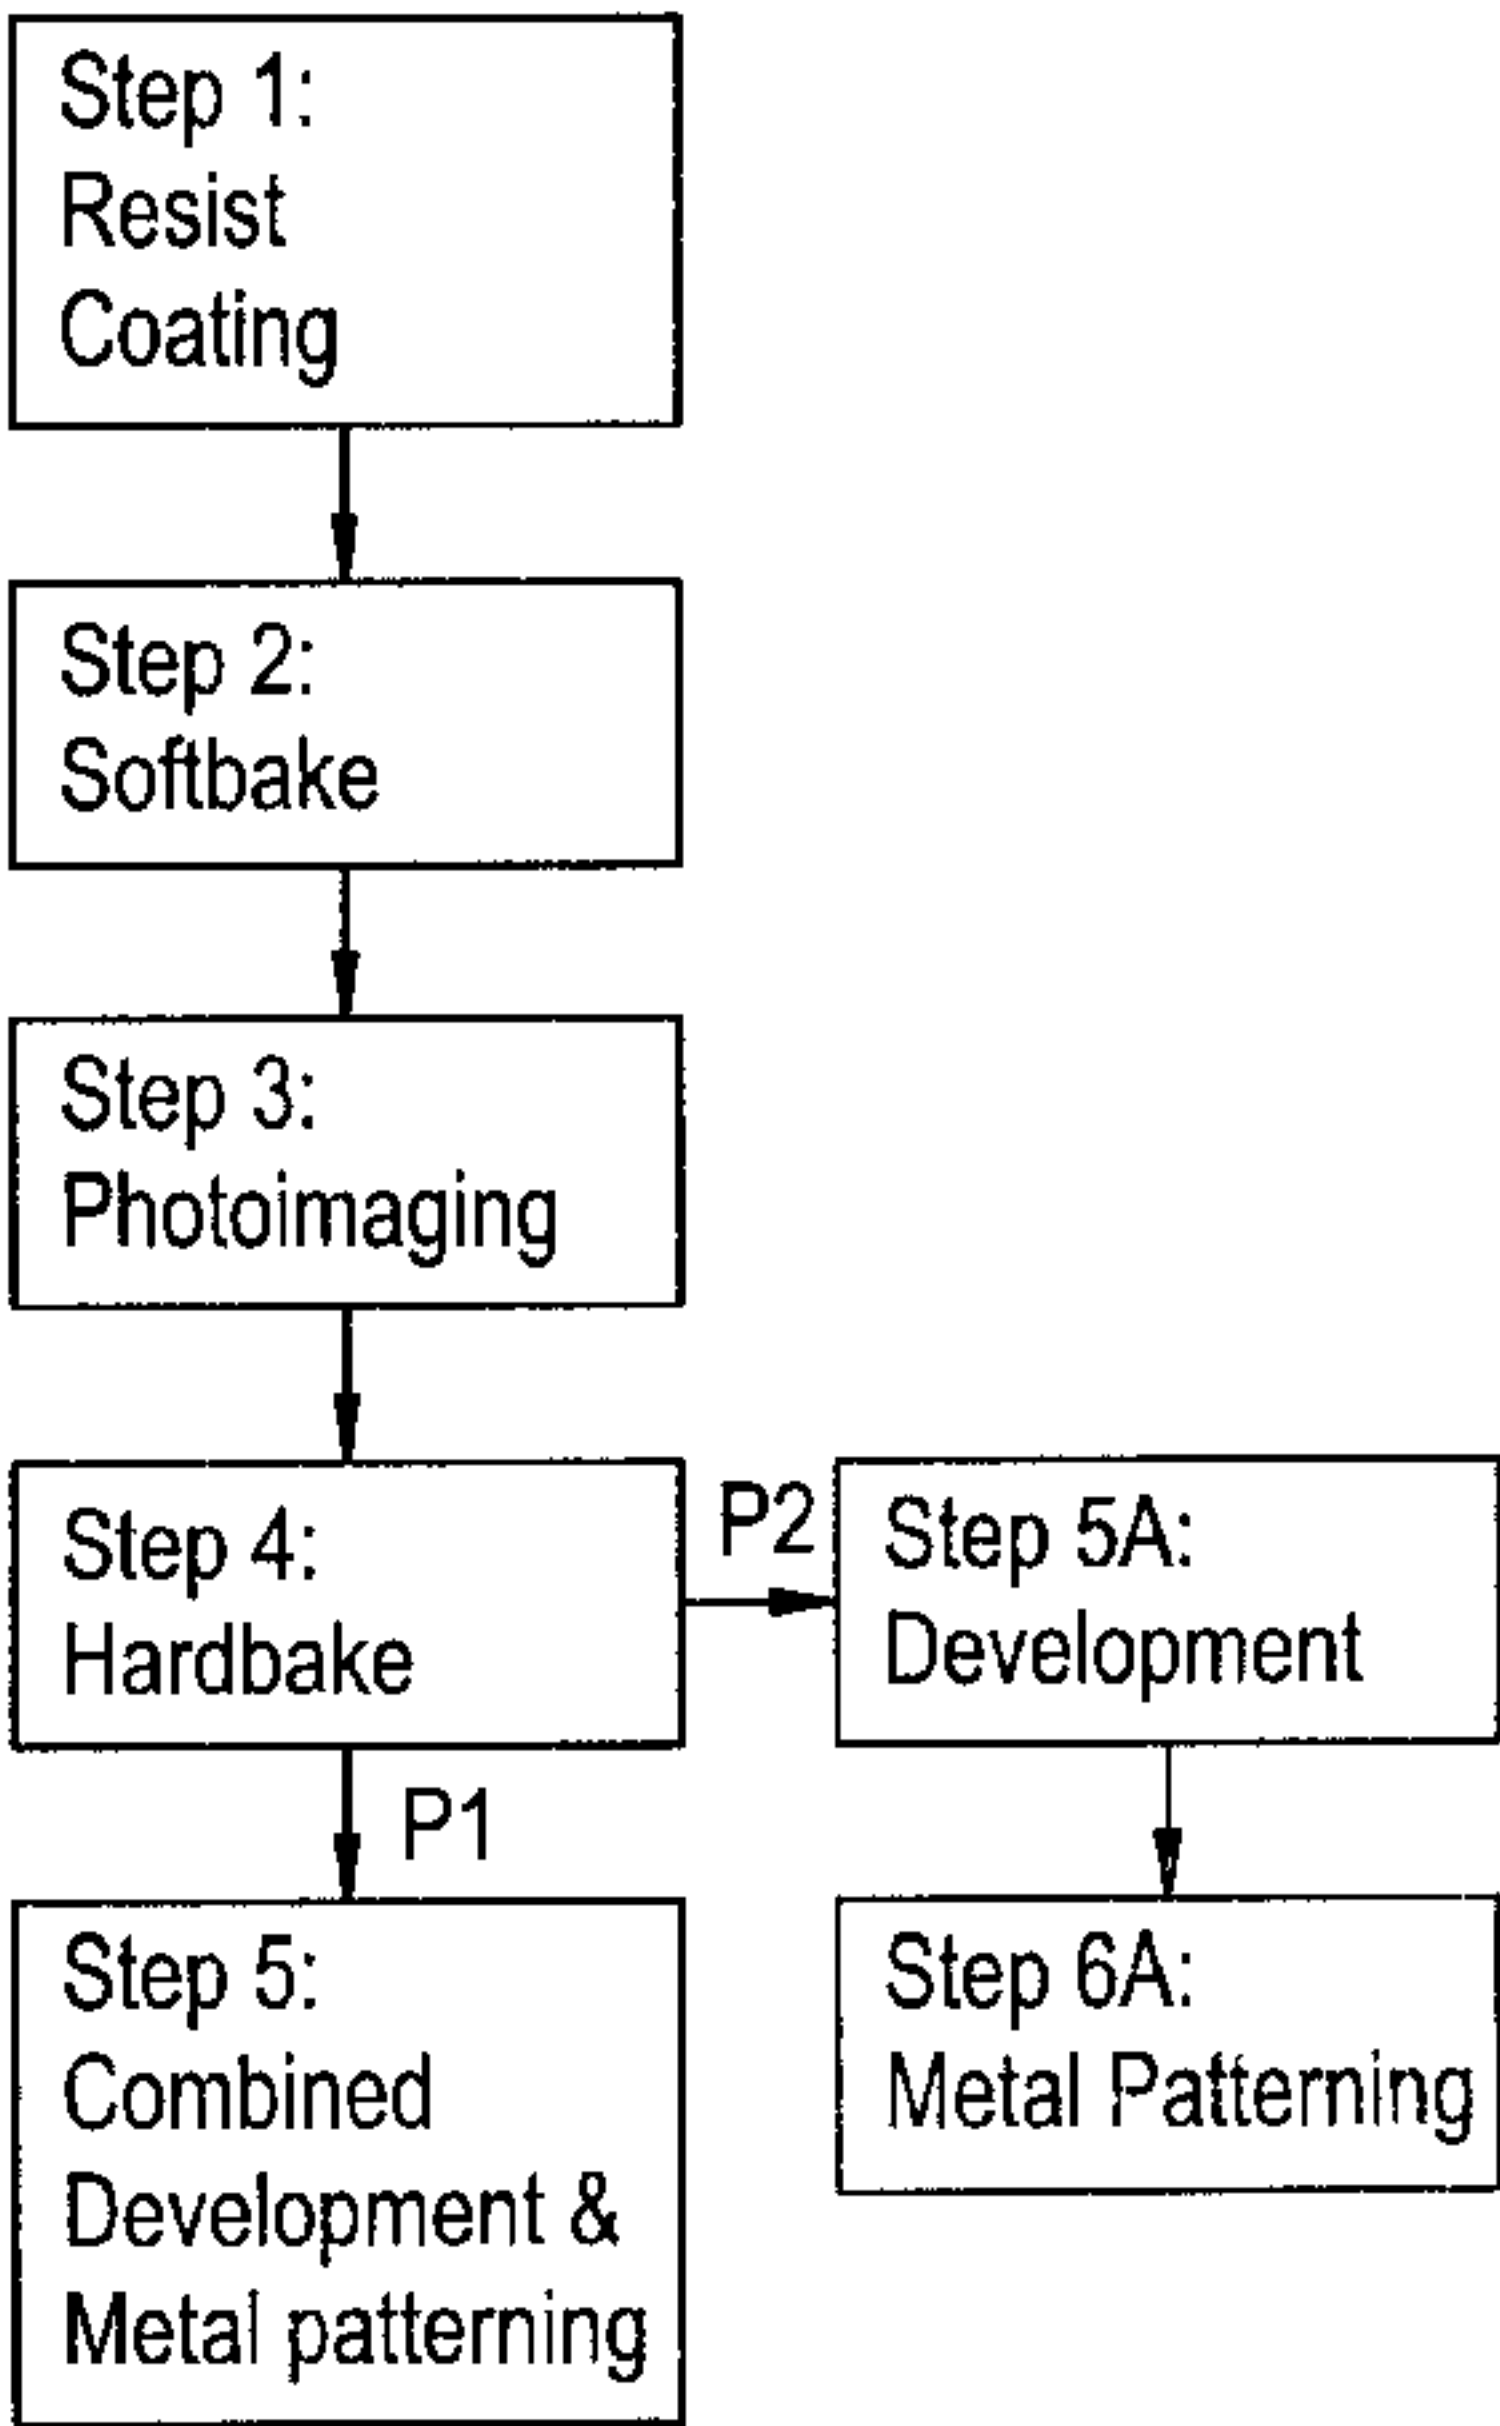 Step 1:
Resist
Coating
Step 2:
Softbake
Step 3:
Photoimaging
Step 4:
Hardbake
P2
Step 5A:
Development
P1
Step 5:
Combined
Development &
Metal patterning
Step 6A:
Metal Patterning